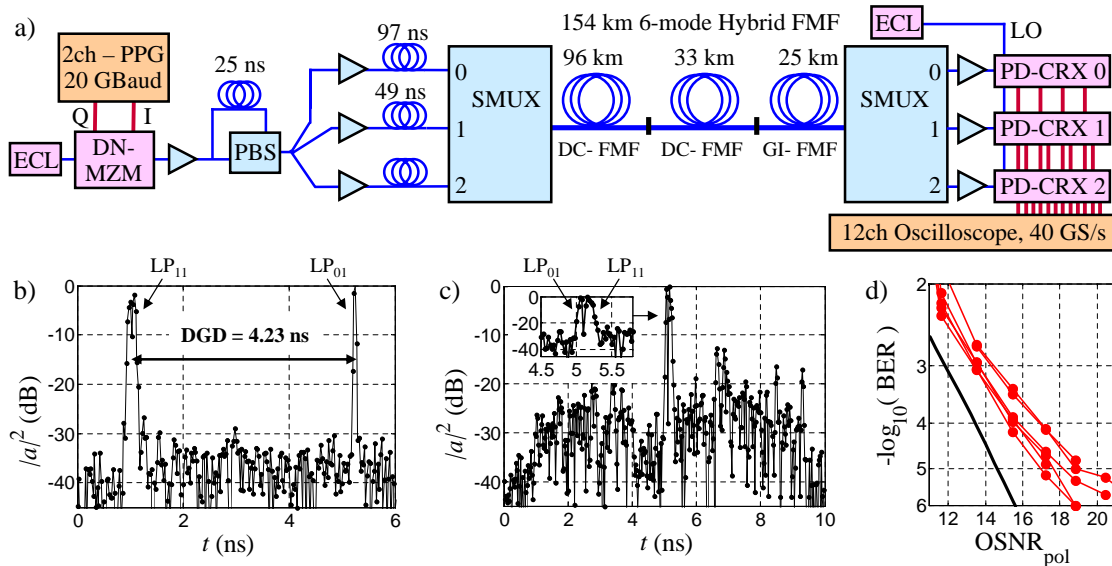 a)
2ch – PPG
20 GBaud
Q
I
ECL
DN-
MZM
25 ns
PBS
97 ns
49 ns
0
1
2
SMUX
154 km 6-mode Hybrid FMF
96 km
33 km
25 km
DC- FMF
DC- FMF
GI- FMF
SMUX
0
1
2
ECL
LO
PD-CRX 0
PD-CRX 1
PD-CRX 2
12ch Oscilloscope, 40 GS/s
b)
LP11
LP01
DGD = 4.23 ns
|a|² (dB)
0
-10
-20
-30
-40
0
2
4
6
t (ns)
c)
LP01
LP11
0
-20
-40
4.5
5
5.5
|a|² (dB)
0
-10
-20
-30
-40
0
2
4
6
8
10
t (ns)
d)
-log10( BER )
2
3
4
5
6
12
14
16
18
20
OSNRpol